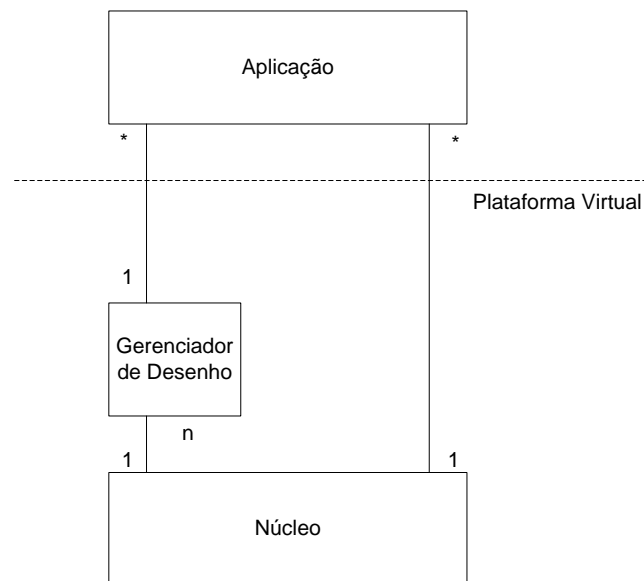 Aplicação
* *
Plataforma Virtual
1
Gerenciador
de Desenho
n
1 1
Núcleo